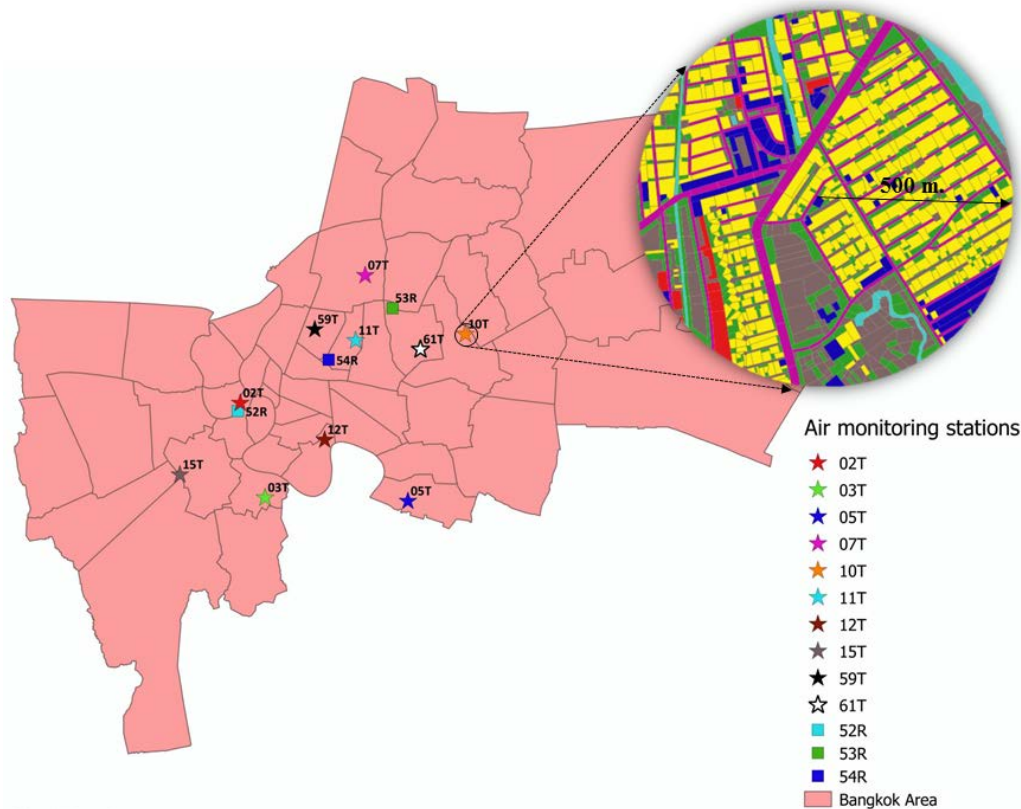 500 m.
07T
53R
59T
11T
10T
61T
54R
02T
52R
12T
15T
03T
05T
Air monitoring stations
02T
03T
05T
07T
10T
11T
12T
15T
59T
61T
52R
53R
54R
Bangkok Area